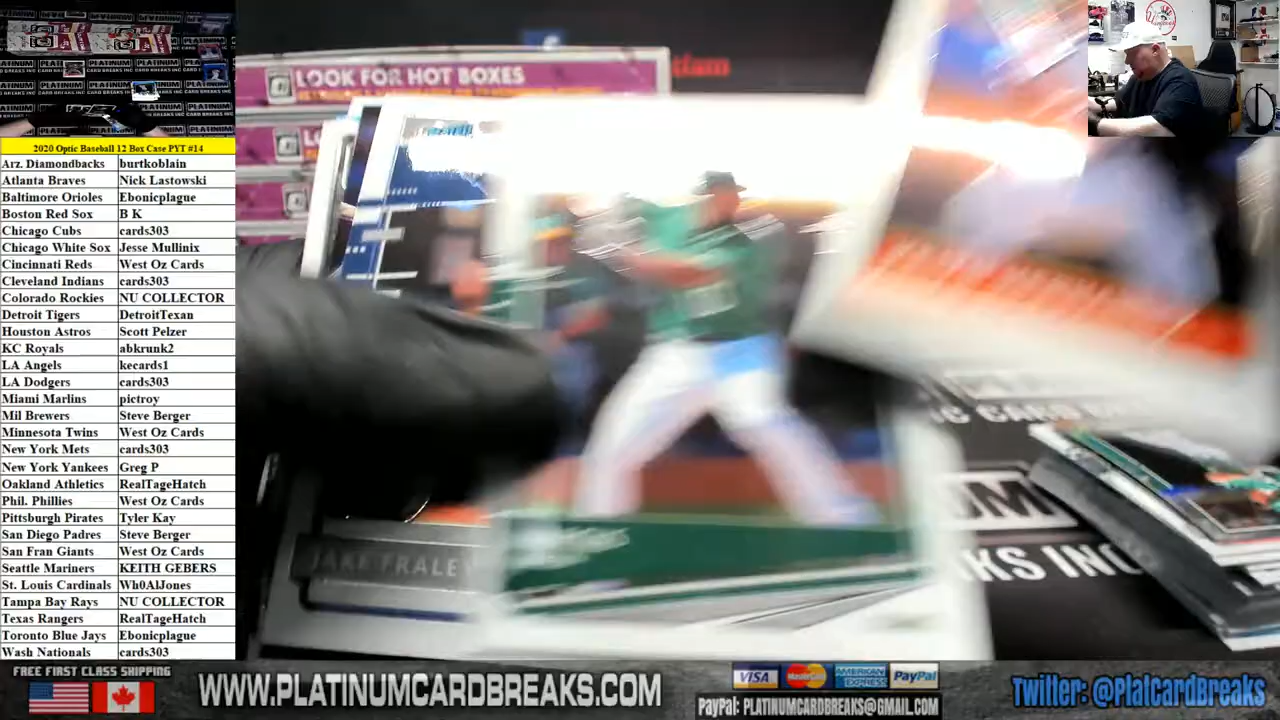 LOOK FOR HOT BOXES
2020 Optic Baseball 12 Box Case PYT #14
Arz. Diamondbacks burtkoblain
Atlanta Braves Nick Lastowski
Baltimore Orioles Ebonicplague
Boston Red Sox B K
Chicago Cubs cards303
Chicago White Sox Jesse Mullinix
Cincinnati Reds West Oz Cards
Cleveland Indians cards303
Colorado Rockies NU COLLECTOR
Detroit Tigers DetroitTexan
Houston Astros Scott Pelzer
KC Royals abkrunk2
LA Angels kecards1
LA Dodgers cards303
Miami Marlins pictroy
Mil Brewers Steve Berger
Minnesota Twins West Oz Cards
New York Mets cards303
New York Yankees Greg P
Oakland Athletics RealTageHatch
Phil. Phillies West Oz Cards
Pittsburgh Pirates Tyler Kay
San Diego Padres Steve Berger
San Fran Giants West Oz Cards
Seattle Mariners KEITH GEBERS
St. Louis Cardinals Wh0AlJones
Tampa Bay Rays NU COLLECTOR
Texas Rangers RealTageHatch
Toronto Blue Jays Ebonicplague
Wash Nationals cards303
JAKE FRALEY
FREE FIRST CLASS SHIPPING
WWW.PLATINUMCARDBREAKS.COM
VISA MasterCard AMERICAN EXPRESS PayPal
PayPal: PLATINUMCARDBREAKS@GMAIL.COM
Twitter: @PlatCardBreaks